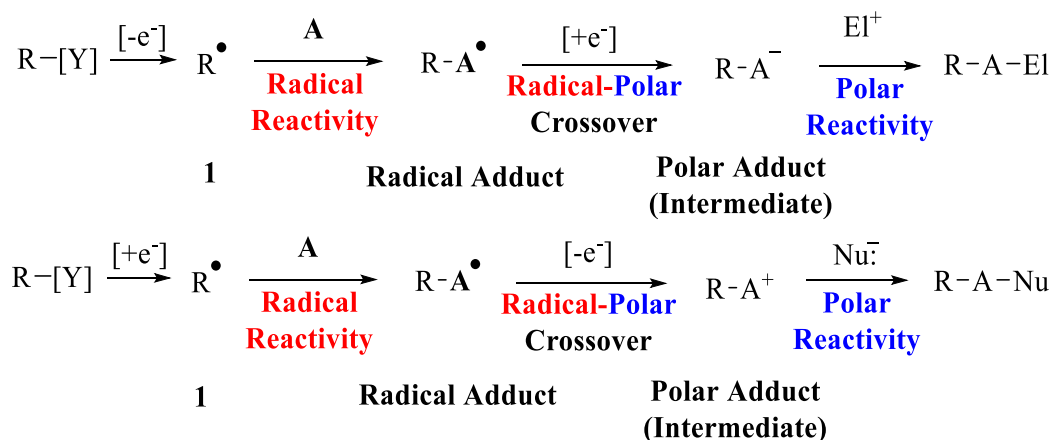 R–[Y] [-e⁻] R• A R-A• [+e⁻] R-A⁻ El⁺ R-A-El
Radical Reactivity
Radical-Polar Crossover
Polar Reactivity
1
Radical Adduct
Polar Adduct (Intermediate)
R–[Y] [+e⁻] R• A R-A• [-e⁻] R-A⁺ Nu:⁻ R-A-Nu
Radical Reactivity
Radical-Polar Crossover
Polar Reactivity
1
Radical Adduct
Polar Adduct (Intermediate)